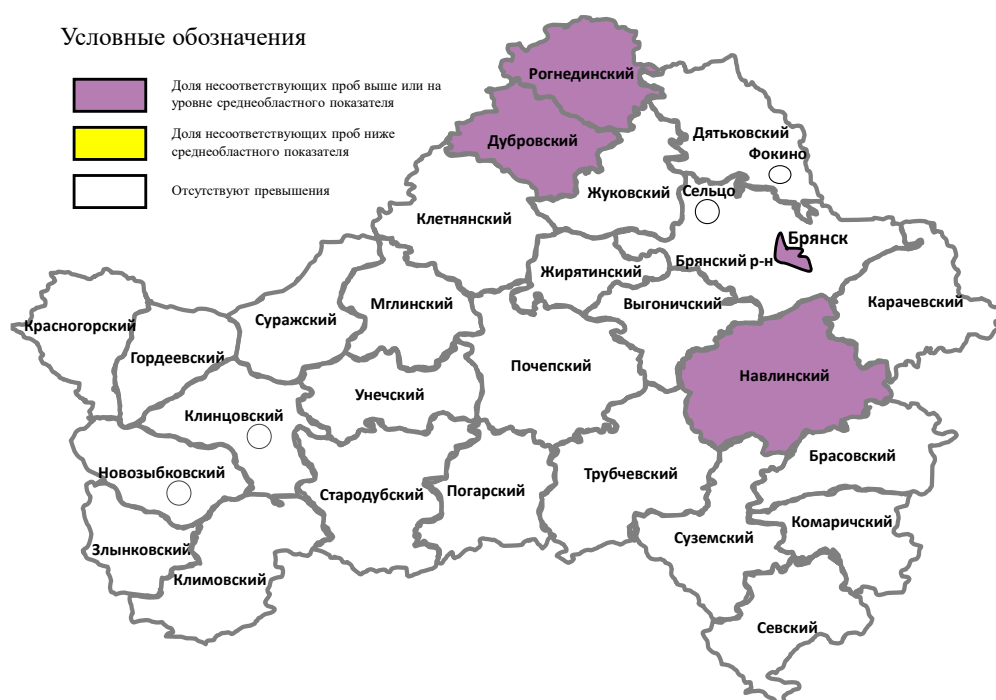 Условные обозначения
Доля несоответствующих проб выше или на
уровне среднеобластного показателя
Доля несоответствующих проб ниже
среднеобластного показателя
Отсутствуют превышения
Рогнединский
Дубровский
Дятьковский
Фокино
Жуковский
Сельцо
Клетнянский
Брянск
Брянский р-н
Жирятинский
Выгоничский
Карачевский
Мглинский
Суражский
Красногорский
Гордеевский
Почепский
Навлинский
Унечский
Клинцовский
Брасовский
Новозыбковский
Трубчевский
Стародубский
Погарский
Комаричский
Суземский
Злынковский
Климовский
Севский